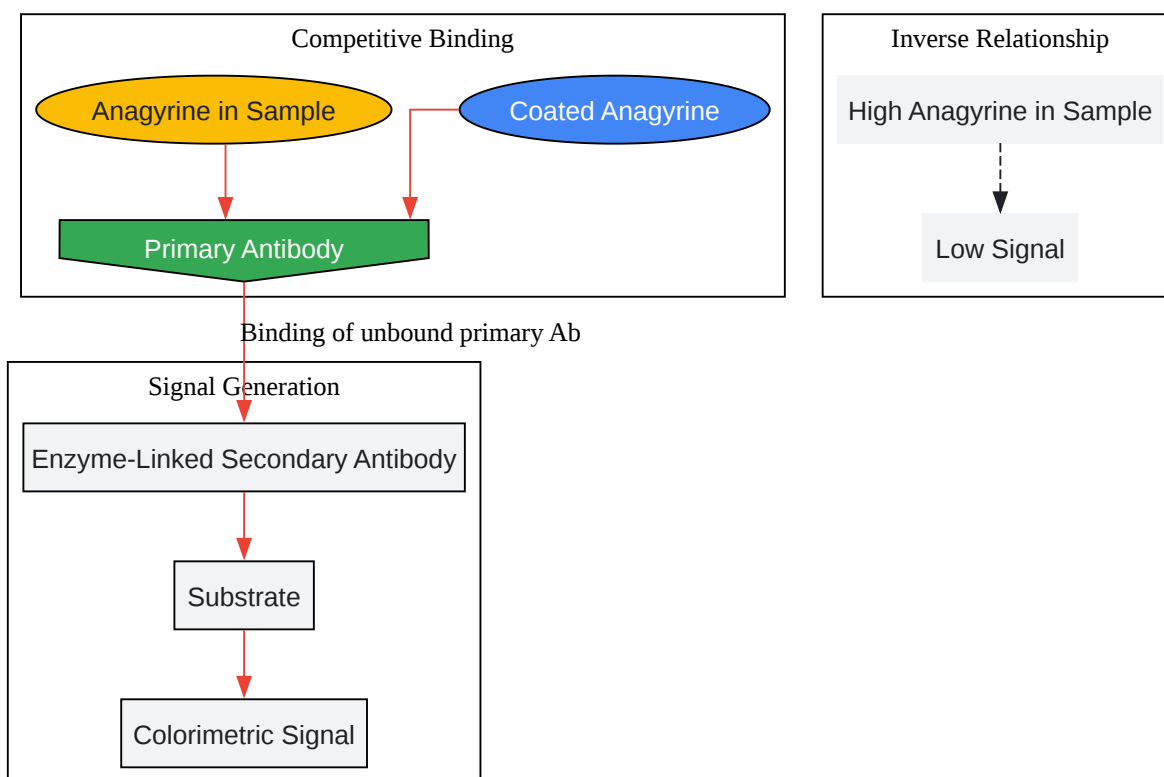 Competitive Binding
Anagyrine in Sample
Coated Anagyrine
Primary Antibody
Binding of unbound primary Ab
Signal Generation
Enzyme-Linked Secondary Antibody
Substrate
Colorimetric Signal
Inverse Relationship
High Anagyrine in Sample
Low Signal